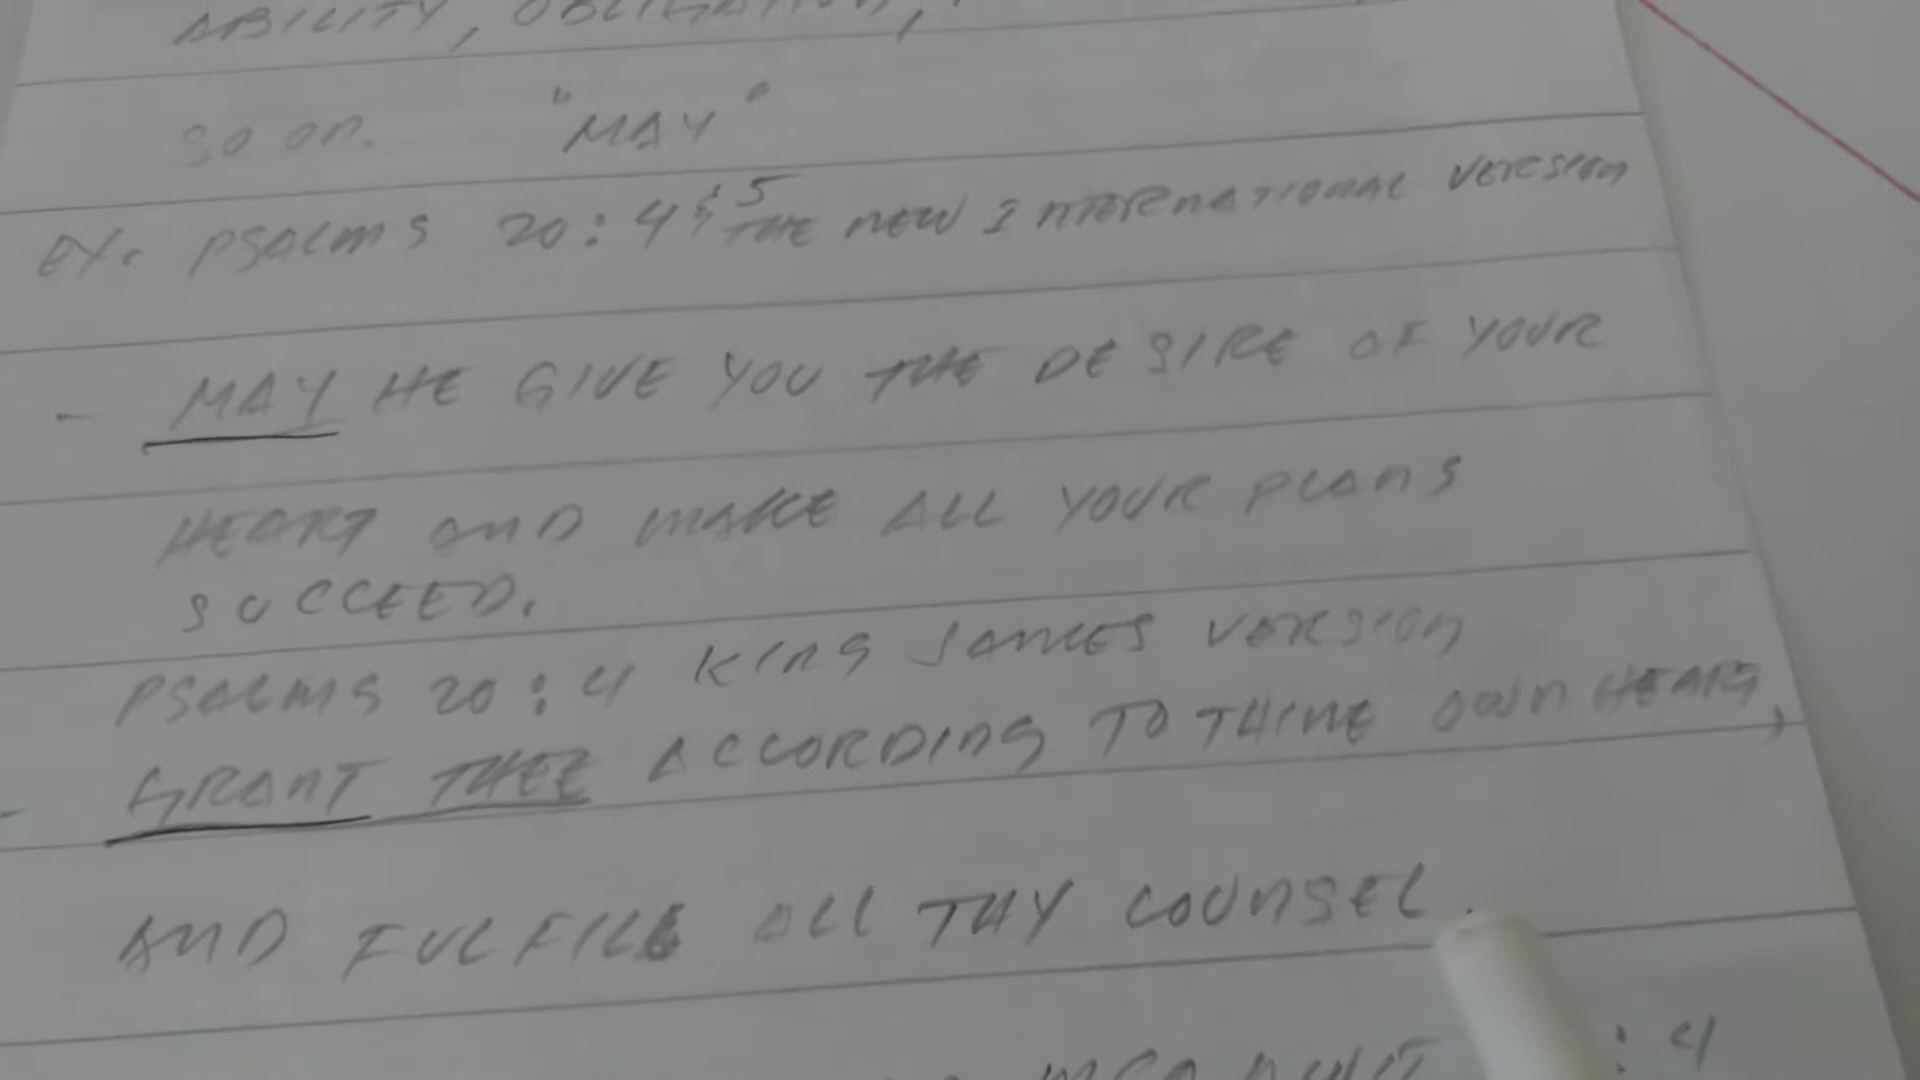 ABILITY, OBLIGATION,
SO ON. "MAY"
EX. PSALMS 20:4 & 5 THE NEW INTERNATIONAL VERSION
- MAY HE GIVE YOU THE DESIRE OF YOUR
HEART AND MAKE ALL YOUR PLANS
SUCCEED.
PSALMS 20:4 KING JAMES VERSION
- GRANT THEE ACCORDING TO THINE OWN HEART,
AND FULFILL ALL THY COUNSEL.
: 4